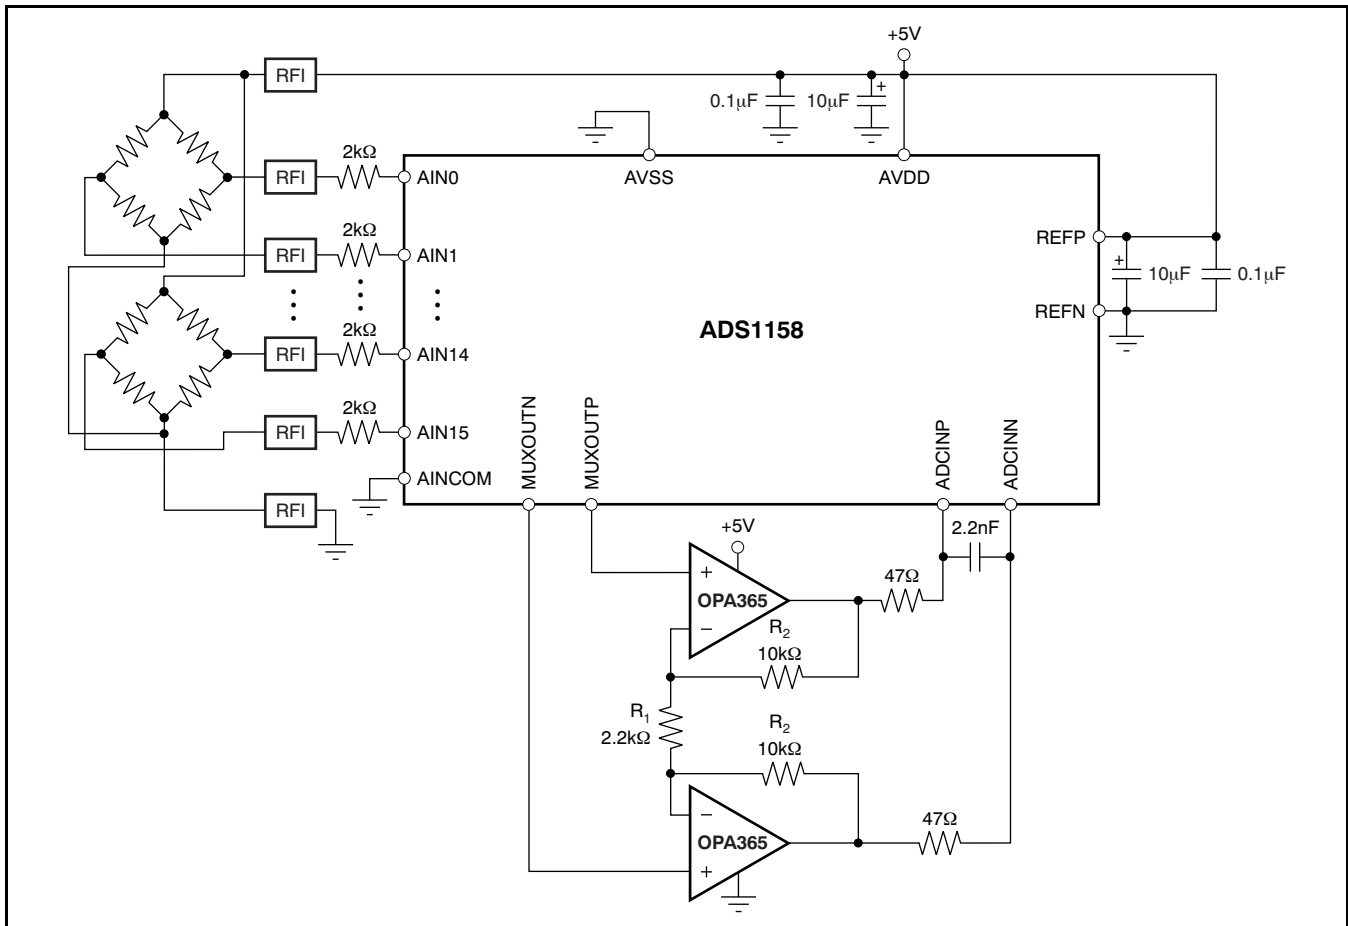 +5V
RFI
0.1μF
10μF
+
2kΩ
RFI
AIN0
AVSS
AVDD
2kΩ
RFI
AIN1
REFP
+
10μF
0.1μF
REFN
2kΩ
RFI
AIN14
ADS1158
2kΩ
RFI
AIN15
AINCOM
MUXOUTN
MUXOUTP
ADCINP
ADCINN
RFI
+5V
2.2nF
+
OPA365
−
47Ω
R2
10kΩ
R1
2.2kΩ
R2
10kΩ
−
OPA365
+
47Ω